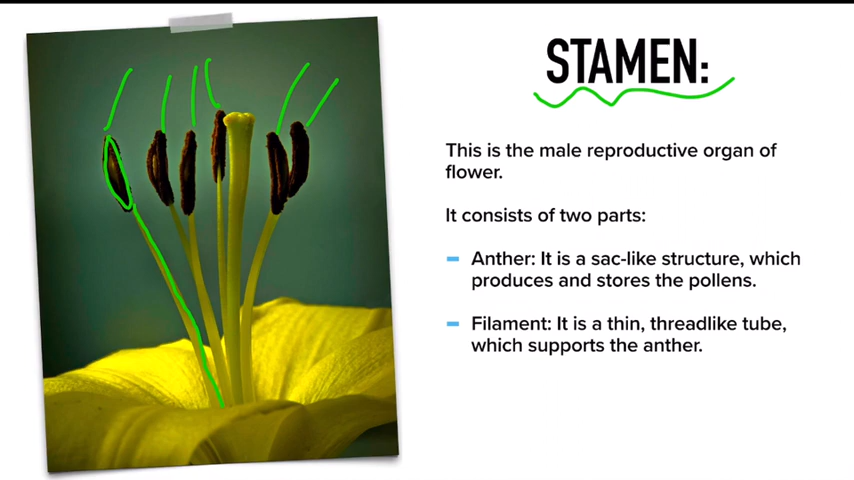 STAMEN:
This is the male reproductive organ of
flower.
It consists of two parts:
Anther: It is a sac-like structure, which
produces and stores the pollens.
Filament: It is a thin, threadlike tube,
which supports the anther.